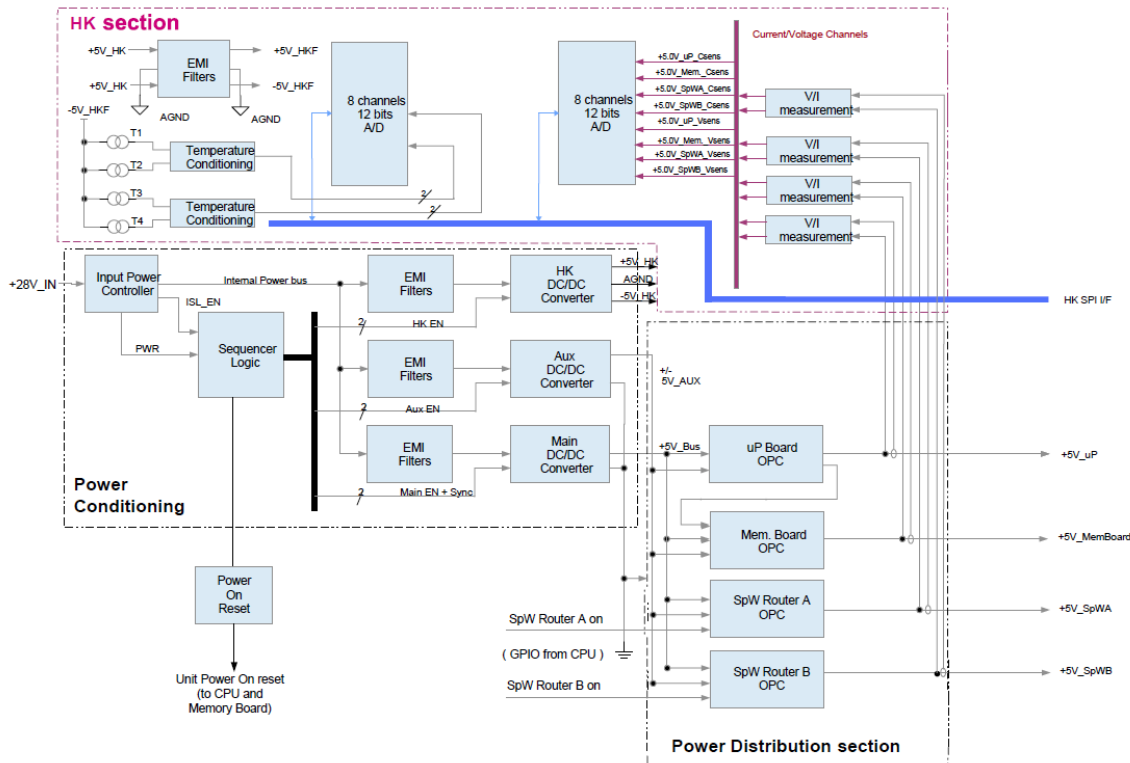 HK section
Current/Voltage Channels
+5V_HK
+5V_HKF
EMI
Filters
+5V_HK
-5V_HKF
AGND
AGND
-5V_HKF
8 channels
12 bits
A/D
8 channels
12 bits
A/D
+5.0V_uP_Csens
+5.0V_Mem._Csens
+5.0V_SpWA_Csens
+5.0V_SpWB_Csens
+5.0V_uP_Vsens
+5.0V_Mem._Vsens
+5.0V_SpWA_Vsens
+5.0V_SpWB_Vsens
V/I
measurement
V/I
measurement
V/I
measurement
V/I
measurement
T1
T2
T3
T4
Temperature
Conditioning
Temperature
Conditioning
2
2
+28V_IN
Input Power
Controller
Internal Power bus
ISL_EN
PWR
Sequencer
Logic
EMI
Filters
HK
DC/DC
Converter
+5V_HK
AGND
-5V_HK
HK SPI I/F
2
HK EN
EMI
Filters
Aux
DC/DC
Converter
+/-
5V_AUX
2
Aux EN
EMI
Filters
Main
DC/DC
Converter
+5V_Bus
2
Main EN + Sync
Power
Conditioning
uP Board
OPC
+5V_uP
Mem. Board
OPC
+5V_MemBoard
Power
On
Reset
SpW Router A on
SpW Router A
OPC
+5V_SpWA
( GPIO from CPU )
SpW Router B on
SpW Router B
OPC
+5V_SpWB
Unit Power On reset
(to CPU and
Memory Board)
Power Distribution section